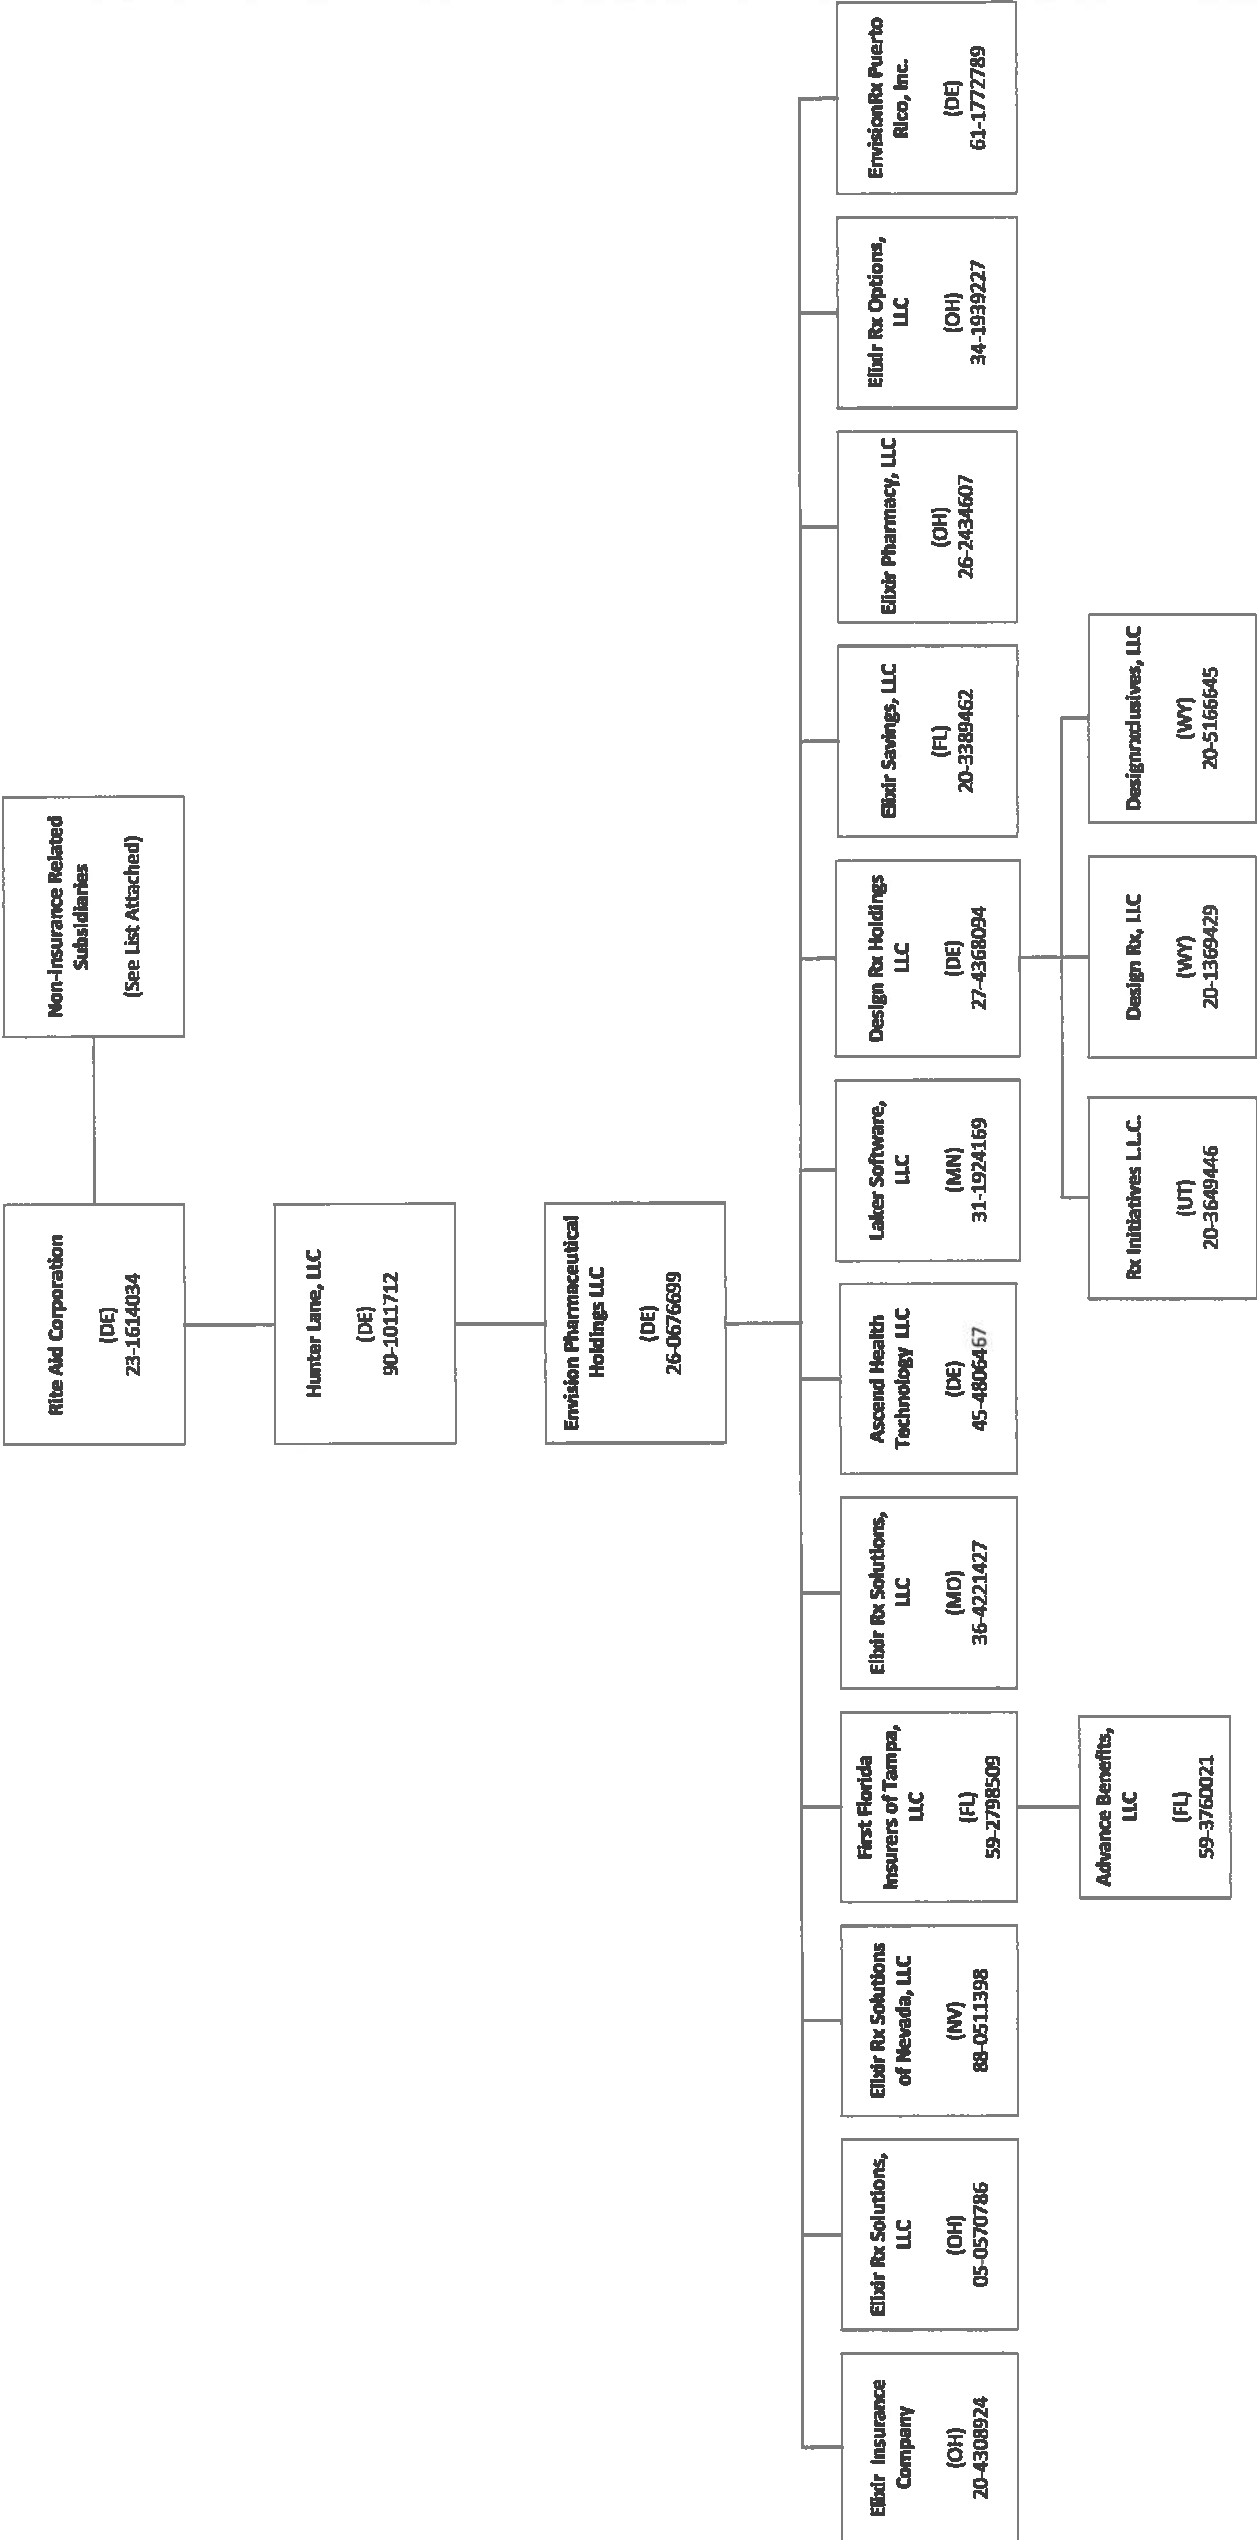 Rite Aid Corporation
(DE)
23-1614034
Non-Insurance Related
Subsidiaries
(See List Attached)
Hunter Lane, LLC
(DE)
90-1011712
Envision Pharmaceutical
Holdings LLC
(DE)
26-0676699
Elixir Insurance
Company
(OH)
20-4308924
Elixir Rx Solutions,
LLC
(OH)
05-0570786
Elixir Rx Solutions
of Nevada, LLC
(NV)
88-0511398
First Florida
Insurers of Tampa,
LLC
(FL)
59-2798509
Elixir Rx Solutions,
LLC
(MO)
36-4221427
Ascend Health
Technology LLC
(DE)
45-4806467
Laker Software,
LLC
(MN)
31-1924169
Design Rx Holdings
LLC
(DE)
27-4368094
Elixir Savings, LLC
(FL)
20-3389462
Elixir Pharmacy, LLC
(OH)
26-2434607
Elixir Rx Options,
LLC
(OH)
34-1939227
EnvisionRx Puerto
Rico, Inc.
(DE)
61-1772789
Advance Benefits,
LLC
(FL)
59-3760021
Rx Initiatives L.L.C.
(UT)
20-3649446
Design Rx, LLC
(WY)
20-1369429
Designrxclusives, LLC
(WY)
20-5166645